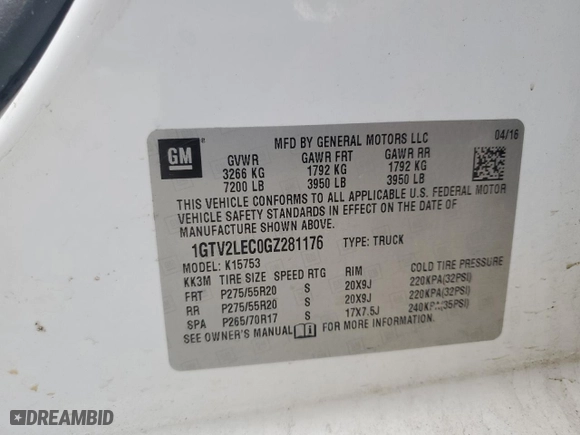 GM
MFD BY GENERAL MOTORS LLC 04/16
GVWR GAWR FRT GAWR RR
3266 KG 1792 KG 1792 KG
7200 LB 3950 LB 3950 LB
THIS VEHICLE CONFORMS TO ALL APPLICABLE U.S. FEDERAL MOTOR
VEHICLE SAFETY STANDARDS IN EFFECT ON THE DATE OF
MANUFACTURE SHOWN ABOVE.
1GTV2LEC0GZ281176 TYPE: TRUCK
MODEL: K15753
KK3M TIRE SIZE SPEED RTG RIM COLD TIRE PRESSURE
FRT P275/55R20 S 20X9J 220KPA(32PSI)
RR P275/55R20 S 20X9J 220KPA(32PSI)
SPA P265/70R17 S 17X7.5J 240KPA(35PSI)
SEE OWNER'S MANUAL FOR MORE INFORMATION.
DREAMBID